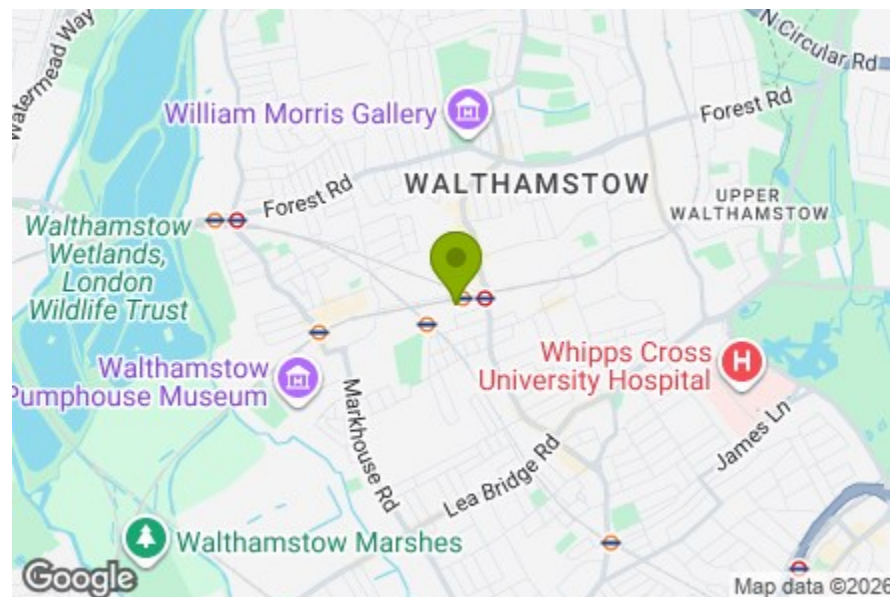 Watermead Way
N Circular Rd
William Morris Gallery
Forest Rd
WALTHAMSTOW
Forest Rd
UPPER
WALTHAMSTOW
Walthamstow
Wetlands,
London
Wildlife Trust
Whipps Cross
University Hospital
Walthamstow
Pumphouse Museum
Markhouse Rd
James Ln
Lea Bridge Rd
Walthamstow Marshes
Google
Map data ©2026